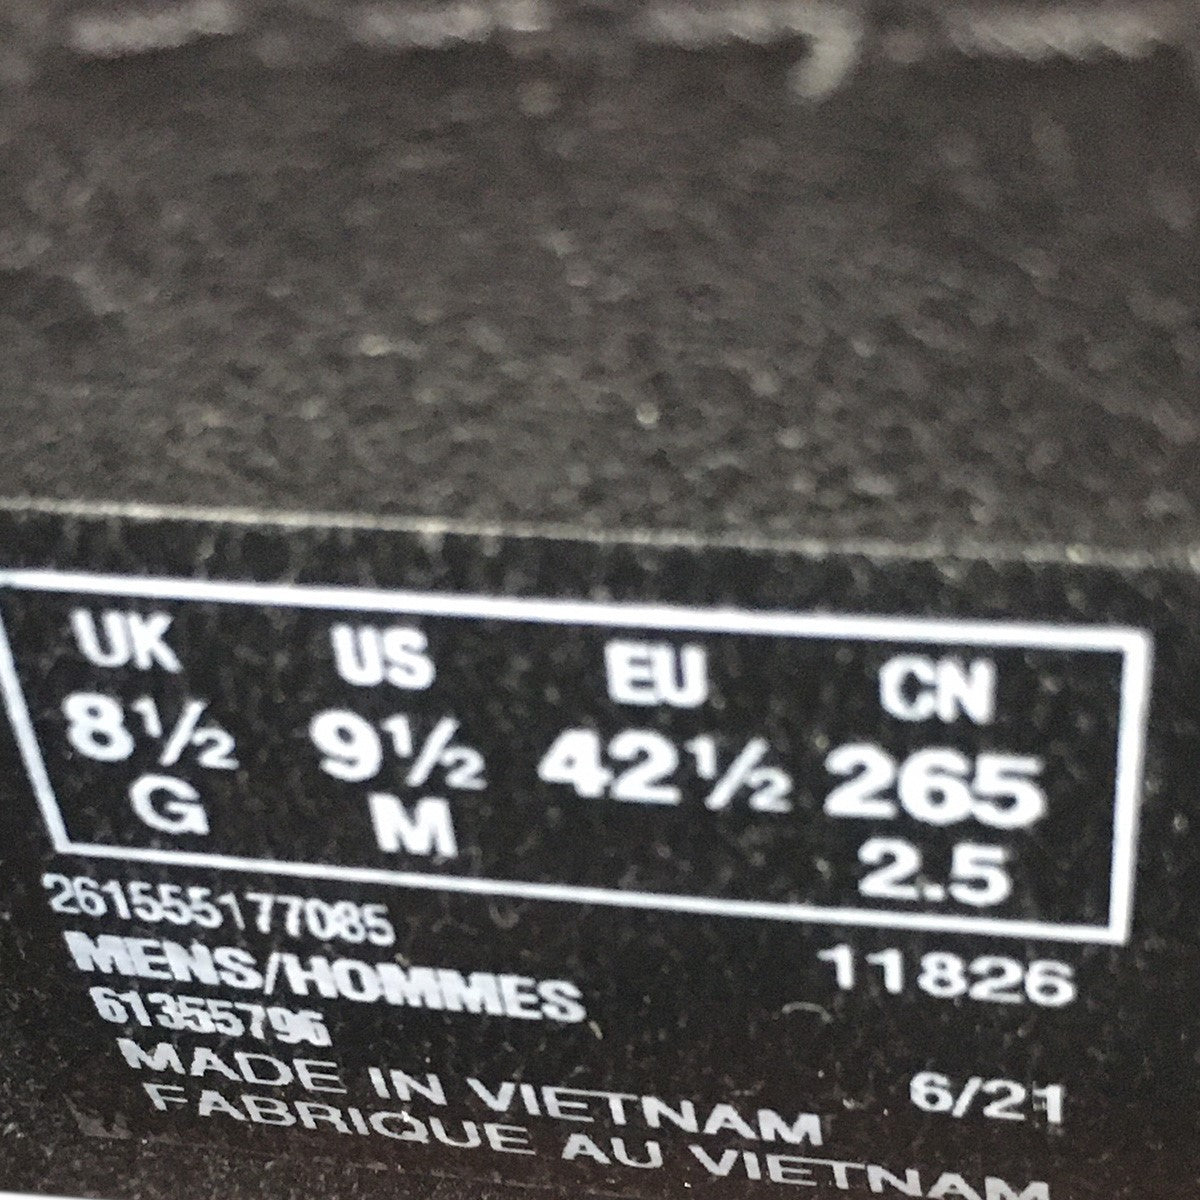 UK US EU CN
8½ 9½ 42½ 265
G M 2.5
261555177085
MENS/HOMMES 11826
61355796
MADE IN VIETNAM 6/21
FABRIQUE AU VIETNAM